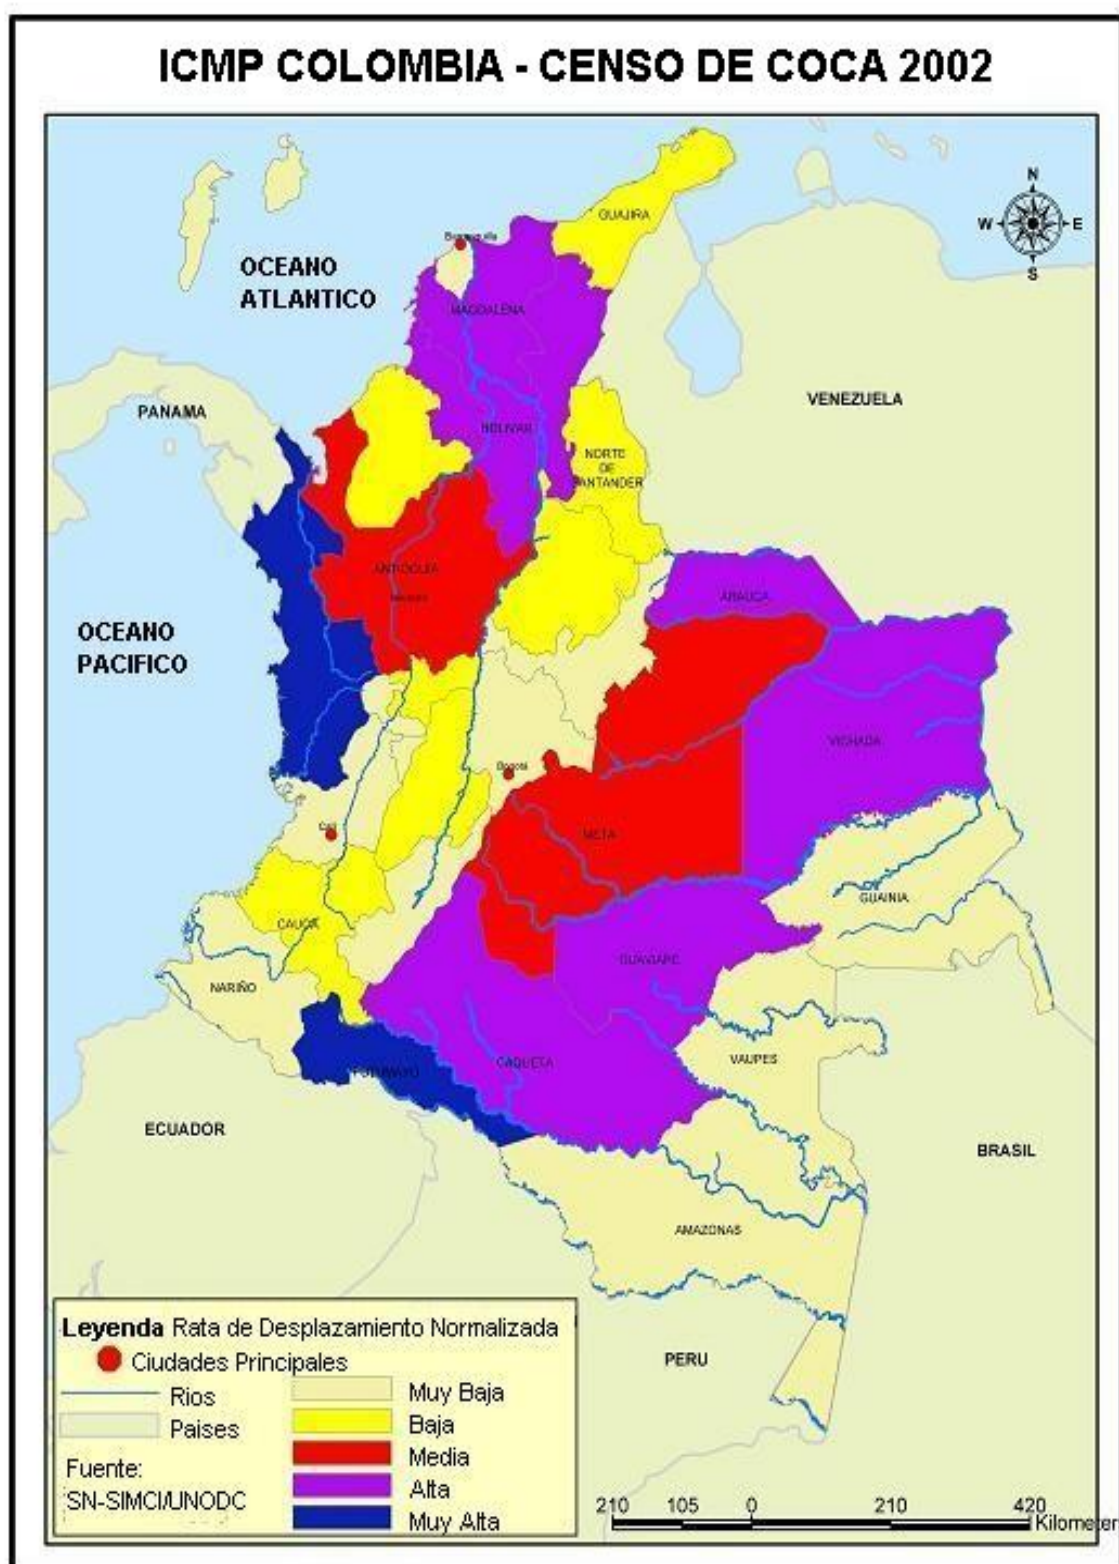 ICMP COLOMBIA - CENSO DE COCA 2002
N
W
E
S
GUAJIRA
OCEANO
ATLANTICO
MAGDALENA
VENEZUELA
PANAMA
BOLIVAR
NORTE
DE
SANTANDER
ANTIOQUIA
ARAUCA
OCEANO
PACIFICO
VICHADA
Bogotá
Cali
META
GUAINIA
CAUCA
GUAVIARE
NARIÑO
VAUPES
CAQUETA
PUTUMAYO
ECUADOR
BRASIL
AMAZONAS
PERU
Leyenda Rata de Desplazamiento Normalizada
Ciudades Principales
Rios
Paises
Muy Baja
Baja
Media
Alta
Muy Alta
Fuente:
SN-SIMCI/UNODC
210 105 0 210 420
Kilometer